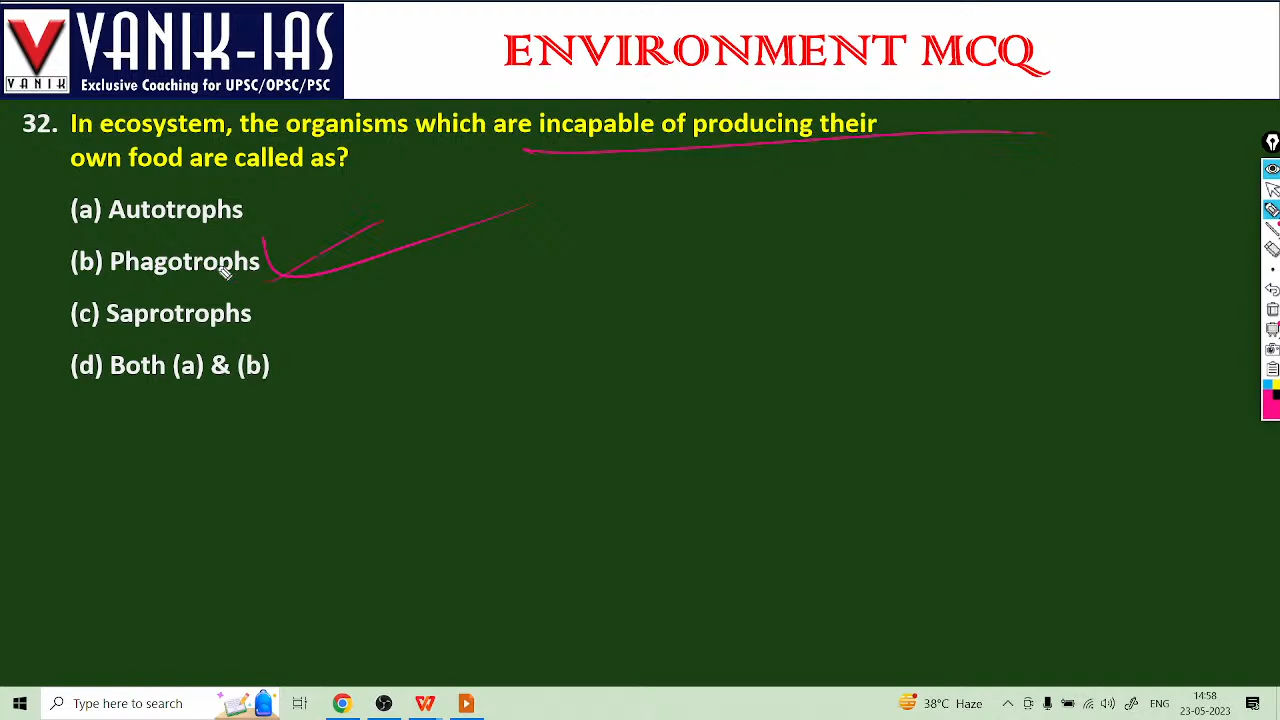 VANIK-IAS
VANIK
Exclusive Coaching for UPSC/OPSC/PSC
ENVIRONMENT MCQ
32. In ecosystem, the organisms which are incapable of producing their
own food are called as?
(a) Autotrophs
(b) Phagotrophs
(c) Saprotrophs
(d) Both (a) & (b)
Type here to search
38°C Haze
ENG
14:58
23-05-2023